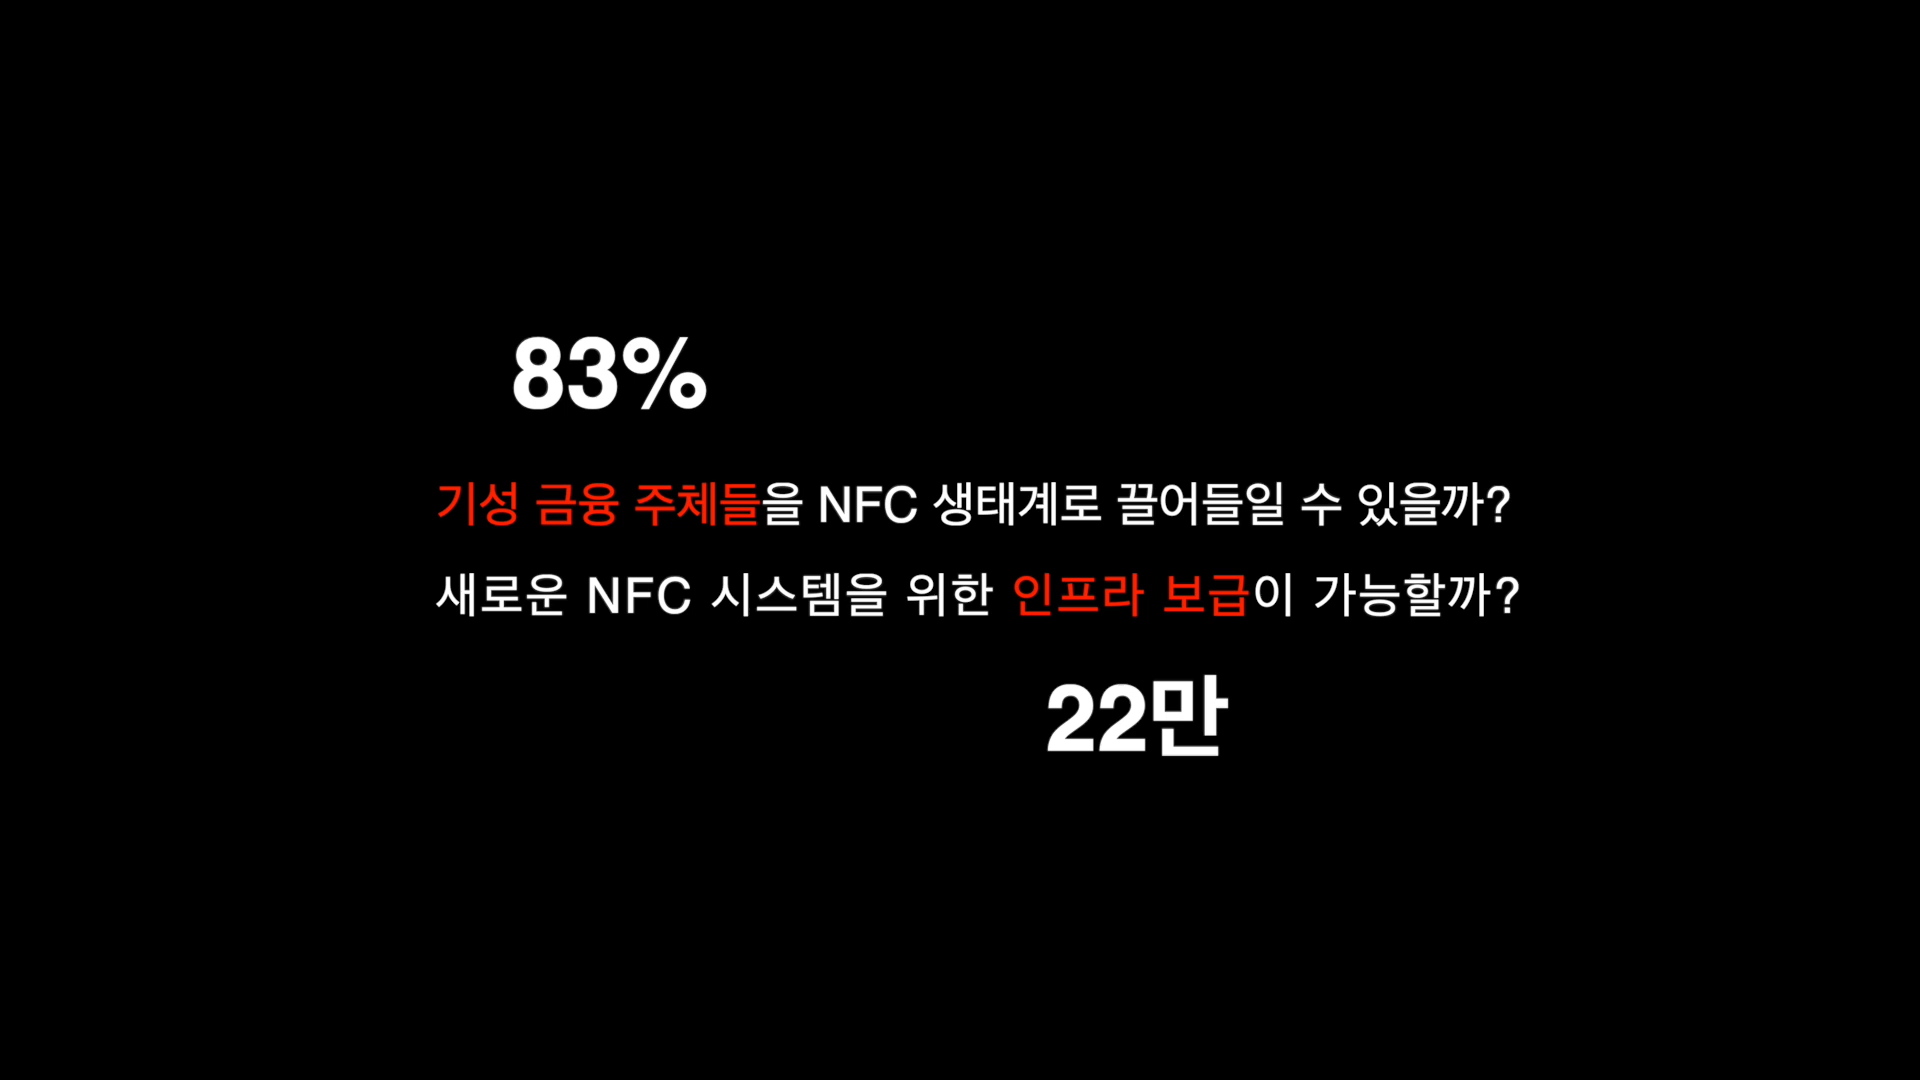 83%
기성 금융 주체들을 NFC 생태계로 끌어들일 수 있을까?
새로운 NFC 시스템을 위한 인프라 보급이 가능할까?
22만